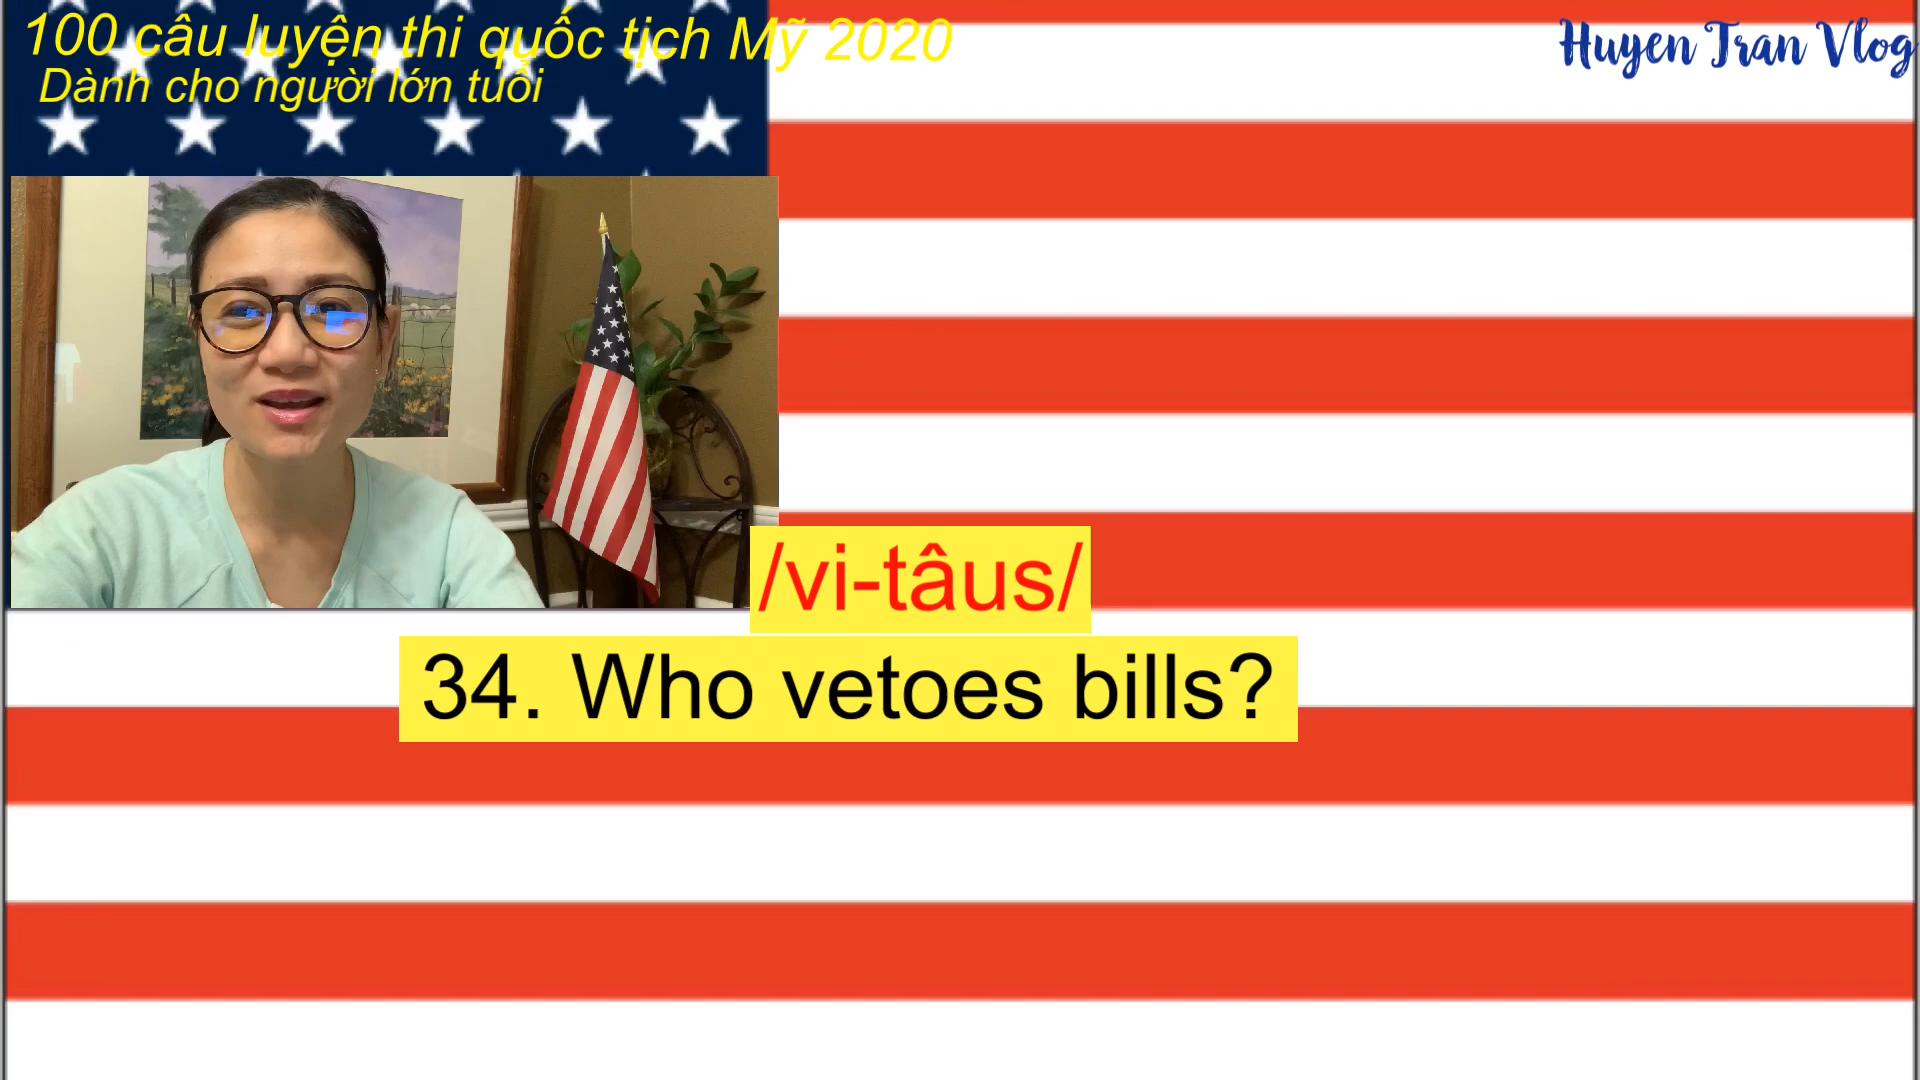 100 câu luyện thi quốc tịch Mỹ 2020
Dành cho người lớn tuổi
Huyen Tran Vlog
/vi-tâus/
34. Who vetoes bills?